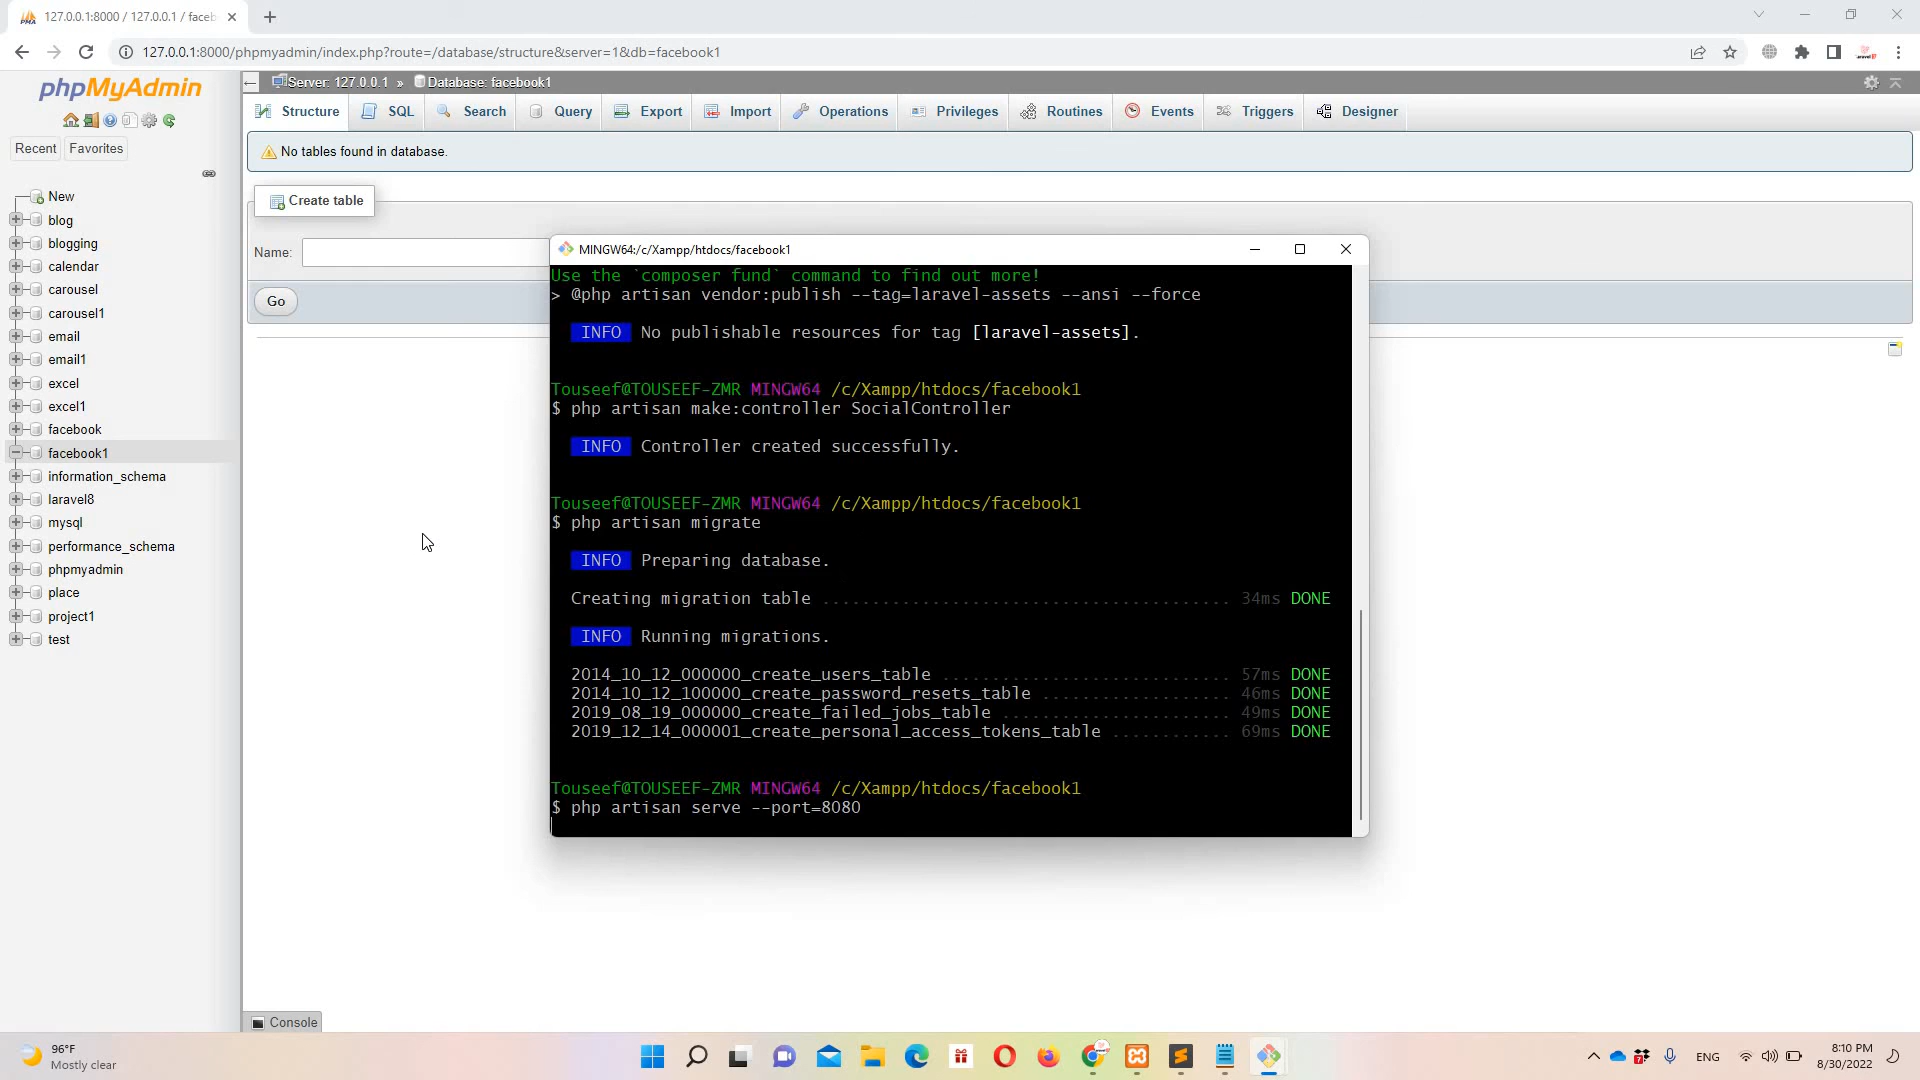 127.0.0.1:8000 / 127.0.0.1 / faceb
127.0.0.1:8000/phpmyadmin/index.php?route=/database/structure&server=1&db=facebook1
phpMyAdmin
Recent Favorites
New
blog
blogging
calendar
carousel
carousel1
email
email1
excel
excel1
facebook
facebook1
information_schema
laravel8
mysql
performance_schema
phpmyadmin
place
project1
test
Server: 127.0.0.1 » Database: facebook1
Structure SQL Search Query Export Import Operations Privileges Routines Events Triggers Designer
No tables found in database.
Create table
Name:
Go
MINGW64:/c/Xampp/htdocs/facebook1
Use the `composer fund` command to find out more!
> @php artisan vendor:publish --tag=laravel-assets --ansi --force
INFO No publishable resources for tag [laravel-assets].
Touseef@TOUSEEF-ZMR MINGW64 /c/Xampp/htdocs/facebook1
$ php artisan make:controller SocialController
INFO Controller created successfully.
Touseef@TOUSEEF-ZMR MINGW64 /c/Xampp/htdocs/facebook1
$ php artisan migrate
INFO Preparing database.
Creating migration table ......................................... 34ms DONE
INFO Running migrations.
2014_10_12_000000_create_users_table ............................. 57ms DONE
2014_10_12_100000_create_password_resets_table ................... 46ms DONE
2019_08_19_000000_create_failed_jobs_table ....................... 49ms DONE
2019_12_14_000001_create_personal_access_tokens_table ............ 69ms DONE
Touseef@TOUSEEF-ZMR MINGW64 /c/Xampp/htdocs/facebook1
$ php artisan serve --port=8080
Console
96°F
Mostly clear
ENG
8:10 PM
8/30/2022